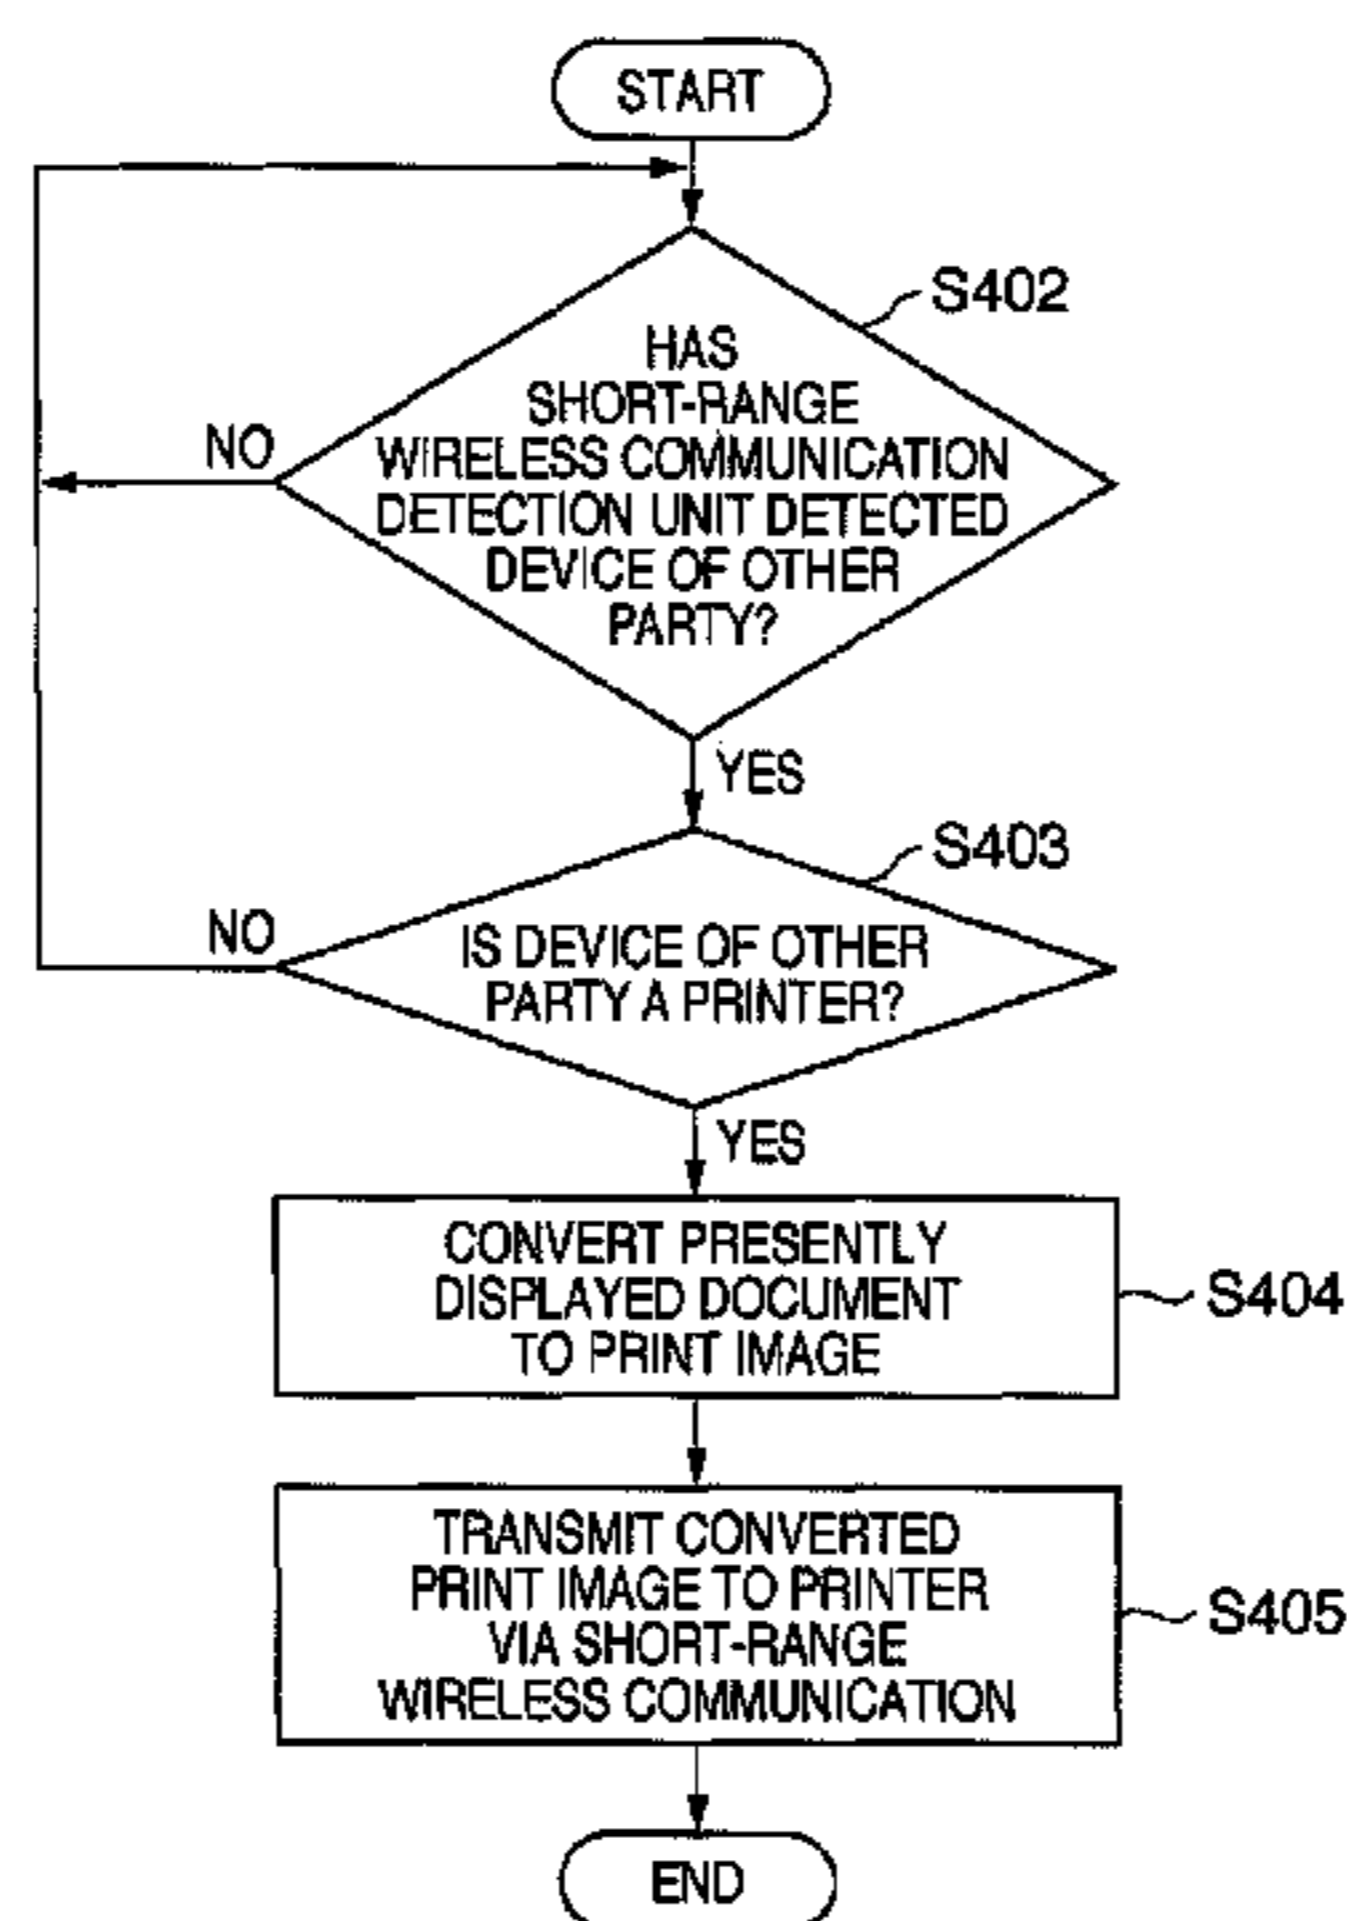 START
S402
HAS
SHORT-RANGE
WIRELESS COMMUNICATION
DETECTION UNIT DETECTED
DEVICE OF OTHER
PARTY?
NO
YES
S403
NO
IS DEVICE OF OTHER
PARTY A PRINTER?
YES
CONVERT PRESENTLY
DISPLAYED DOCUMENT
TO PRINT IMAGE
S404
TRANSMIT CONVERTED
PRINT IMAGE TO PRINTER
VIA SHORT-RANGE
WIRELESS COMMUNICATION
S405
END